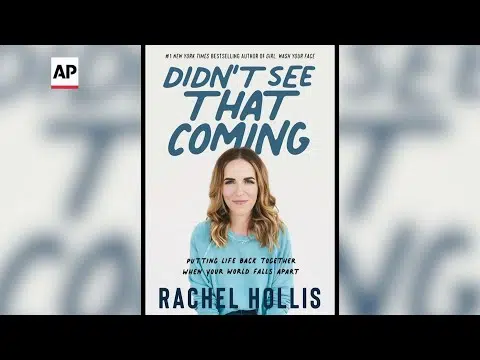 AP
#1 NEW YORK TIMES BESTSELLING AUTHOR OF GIRL, WASH YOUR FACE
DIDN'T SEE
THAT
COMING
PUTTING LIFE BACK TOGETHER
WHEN YOUR WORLD FALLS APART
RACHEL HOLLIS